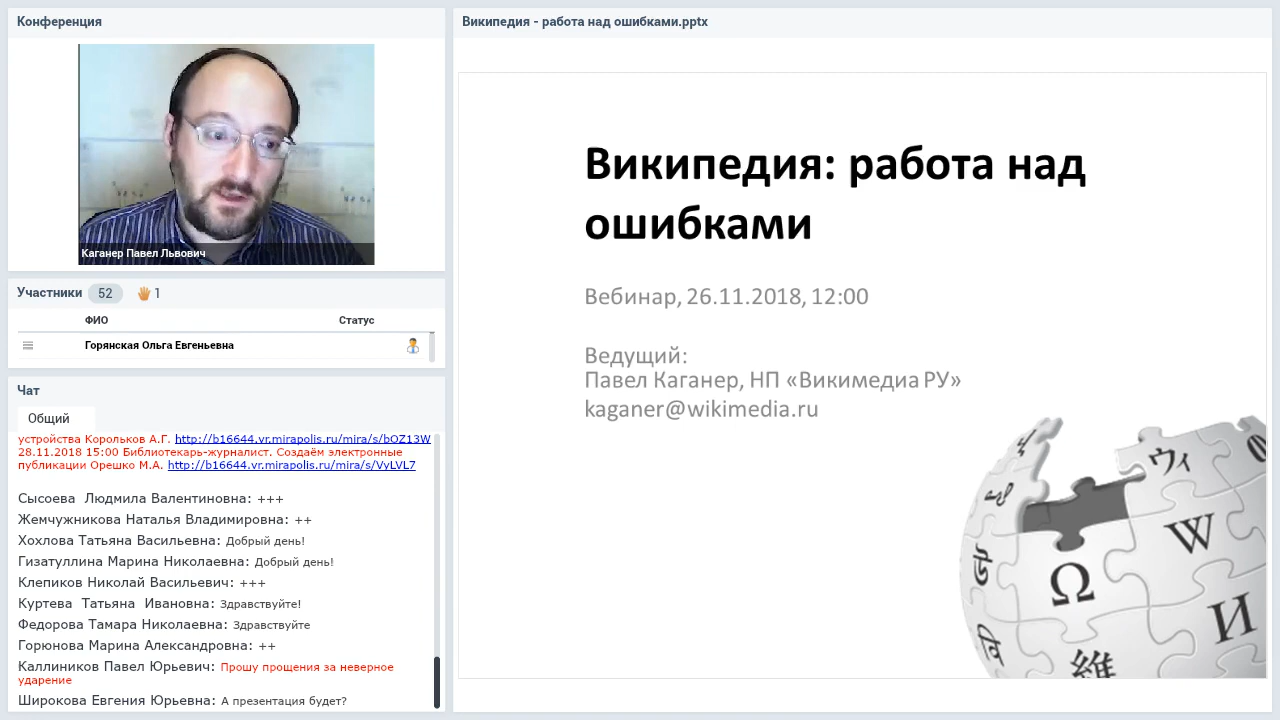 Конференция
Каганер Павел Львович
Участники 52 1
ФИО Статус
Горянская Ольга Евгеньевна
Чат
Общий
устройства Корольков А.Г. http://b16644.vr.mirapolis.ru/mira/s/bOZ13W
28.11.2018 15:00 Библиотекарь-журналист. Создаём электронные
публикации Орешко М.А. http://b16644.vr.mirapolis.ru/mira/s/VyLVL7
Сысоева Людмила Валентиновна: +++
Жемчужникова Наталья Владимировна: ++
Хохлова Татьяна Васильевна: Добрый день!
Гизатуллина Марина Николаевна: Добрый день!
Клепиков Николай Васильевич: +++
Куртева Татьяна Ивановна: Здравствуйте!
Федорова Тамара Николаевна: Здравствуйте
Горюнова Марина Александровна: ++
Каллиников Павел Юрьевич: Прошу прощения за неверное
ударение
Широкова Евгения Юрьевна: А презентация будет?
Википедия - работа над ошибками.pptx
Википедия: работа над
ошибками
Вебинар, 26.11.2018, 12:00
Ведущий:
Павел Каганер, НП «Викимедиа РУ»
kaganer@wikimedia.ru
ウィ
W
Ω
И
維